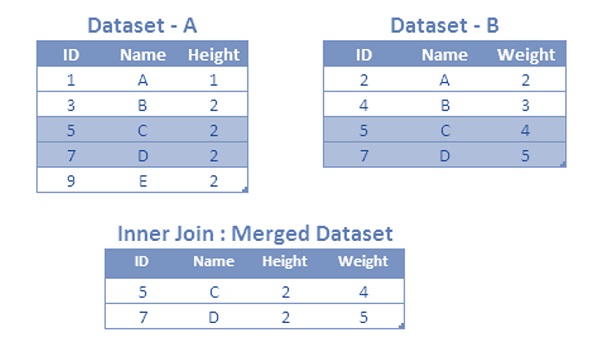 Dataset - A
ID Name Height
1 A 1
3 B 2
5 C 2
7 D 2
9 E 2
Dataset - B
ID Name Weight
2 A 2
4 B 3
5 C 4
7 D 5
Inner Join : Merged Dataset
ID Name Height Weight
5 C 2 4
7 D 2 5